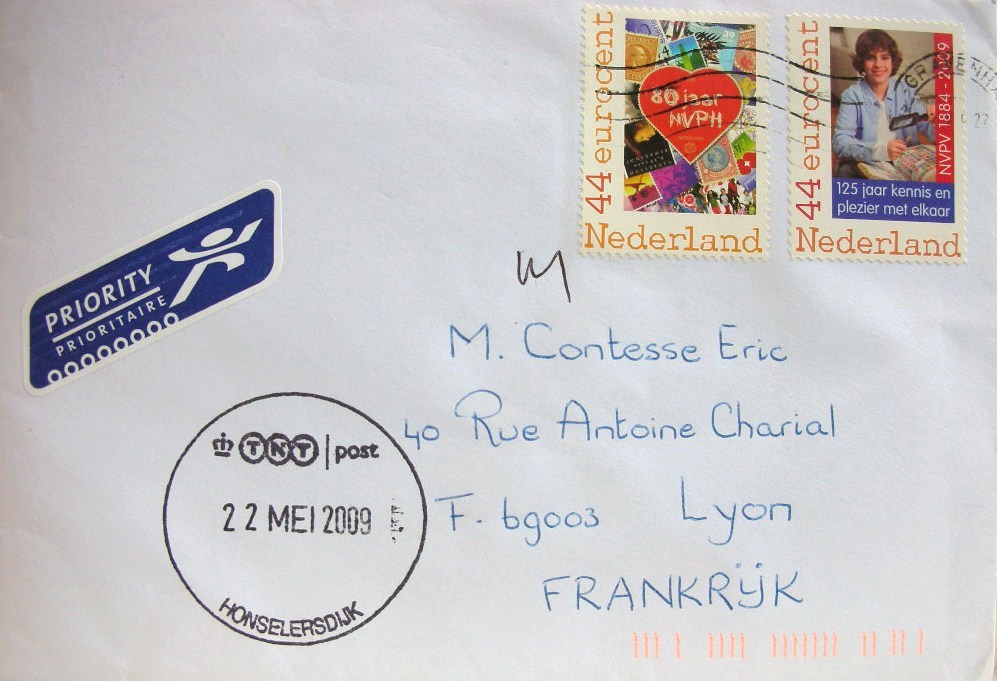 44 eurocent
80 jaar
NVPH
Nederland
44 eurocent
NVPV 1884 - 2009
125 jaar kennis en
plezier met elkaar
Nederland
PRIORITY
PRIORITAIRE
M. Contesse Eric
40 Rue Antoine Charial
F. 69003 Lyon
FRANKRIJK
TNT post
22 MEI 2009
HONSELERSDIJK